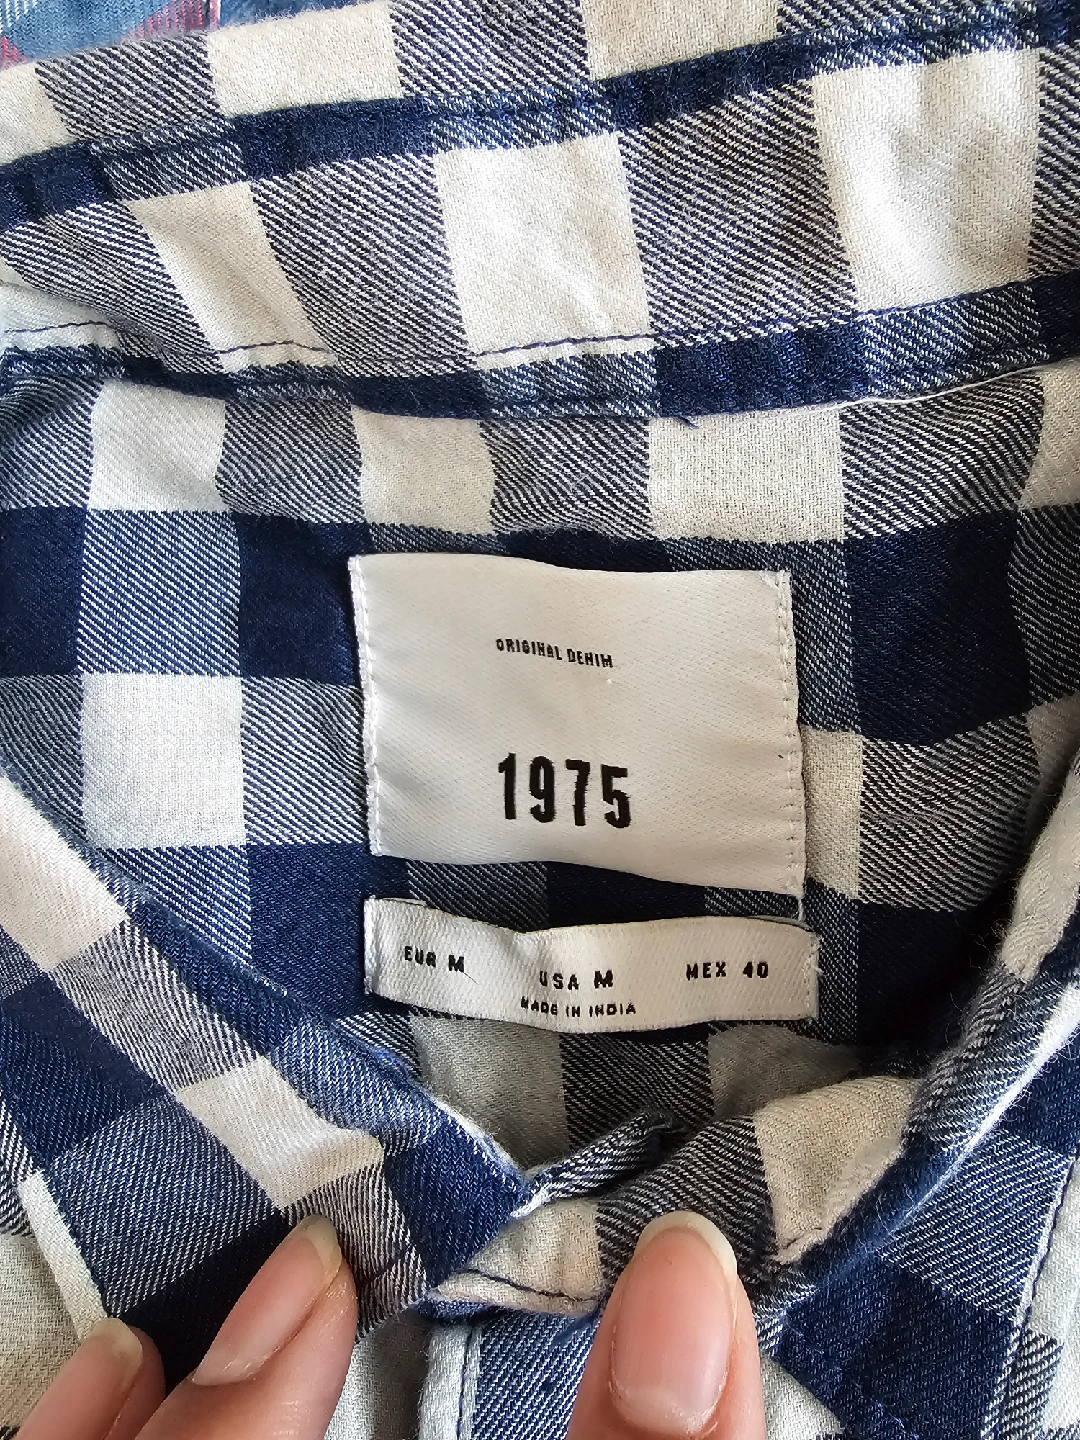 ORIGINAL DENIM
1975
EUR M USA M MEX 40
MADE IN INDIA